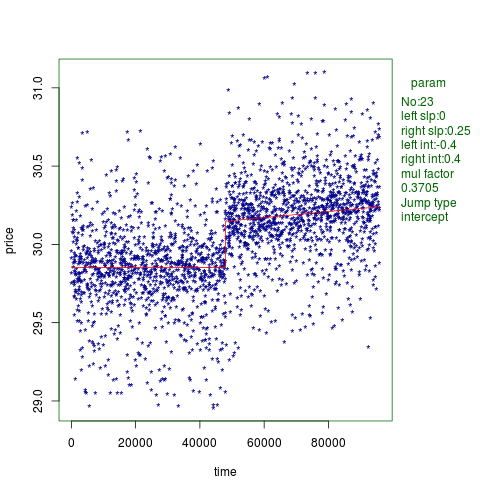 param
No:23
left slp:0
right slp:0.25
left int:-0.4
right int:0.4
mul factor
0.3705
Jump type
intercept
price
31.0
30.5
30.0
29.5
29.0
0 20000 40000 60000 80000
time